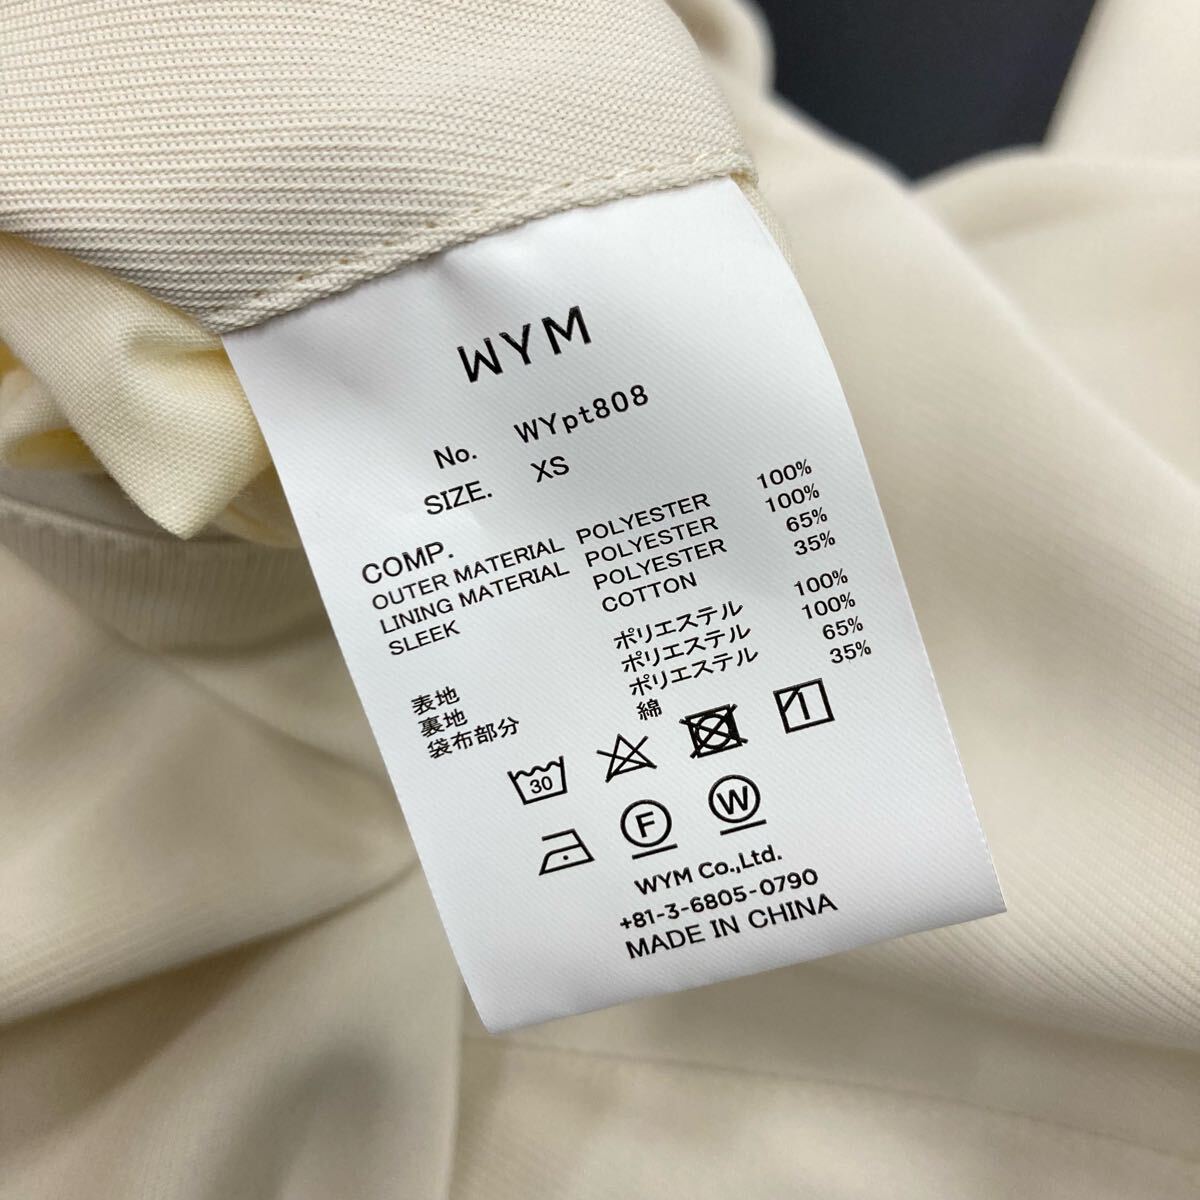 WYM
No. WYpt808
SIZE. XS
COMP.
OUTER MATERIAL POLYESTER 100%
LINING MATERIAL POLYESTER 100%
SLEEK POLYESTER 65%
COTTON 35%
表地 ポリエステル 100%
裏地 ポリエステル 100%
袋布部分 ポリエステル 65%
綿 35%
30
F W
WYM Co.,Ltd.
+81-3-6805-0790
MADE IN CHINA